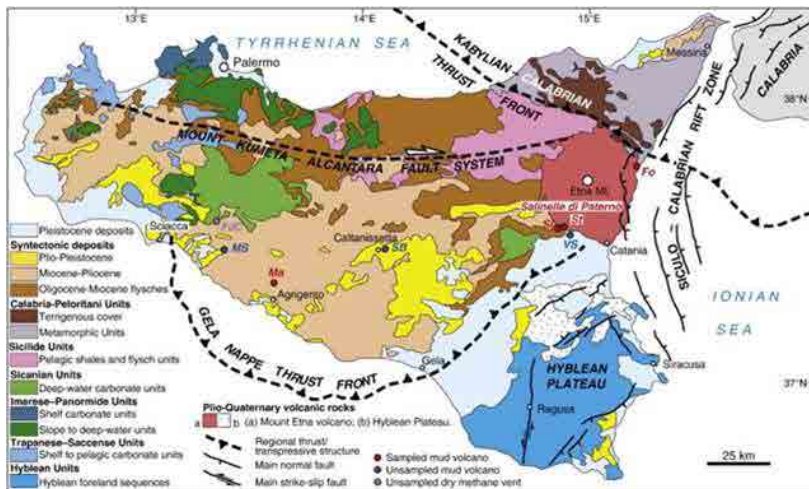 13°E
14°E
15°E
TYRRHENIAN SEA
KABYLIAN - CALABRIAN
THRUST FRONT
Messina
CALABRIA
Palermo
38°N
MOUNT KUMETA - ALCANTARA FAULT SYSTEM
SICULO - CALABRIAN RIFT ZONE
Fo
Etna Mt.
Salinelle di Paternò
St
VS
Catania
Sciacca
MS
Caltanissetta
SB
Ma
Agrigento
IONIAN SEA
GELA NAPPE THRUST FRONT
Gela
Siracusa
37°N
HYBLEAN PLATEAU
Ragusa
Pleistocene deposits
Syntectonic deposits
Plio-Pleistocene
Miocene-Pliocene
Oligocene-Miocene flysches
Calabria-Peloritani Units
Terrigenous cover
Metamorphic Units
Sicilide Units
Pelagic shales and flysch units
Sicanian Units
Deep-water carbonate units
Imerese-Panormide Units
Shelf carbonate units
Slope to deep-water units
Trapanese-Saccense Units
Shelf to pelagic carbonate units
Hyblean Units
Hyblean foreland sequences
Plio-Quaternary volcanic rocks
a b (a) Mount Etna volcano; (b) Hyblean Plateau.
Regional thrust/
transpressive structure
Main normal fault
Main strike-slip fault
Sampled mud volcano
Unsampled mud volcano
Unsampled dry methane vent
25 km